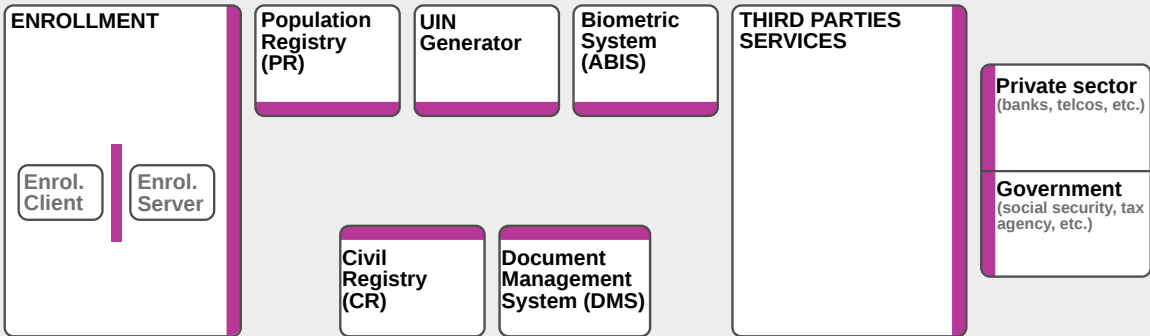 ENROLLMENT
Enrol.
Client
Enrol.
Server
Population
Registry
(PR)
UIN
Generator
Biometric
System
(ABIS)
Civil
Registry
(CR)
Document
Management
System (DMS)
THIRD PARTIES
SERVICES
Private sector
(banks, telcos, etc.)
Government
(social security, tax
agency, etc.)